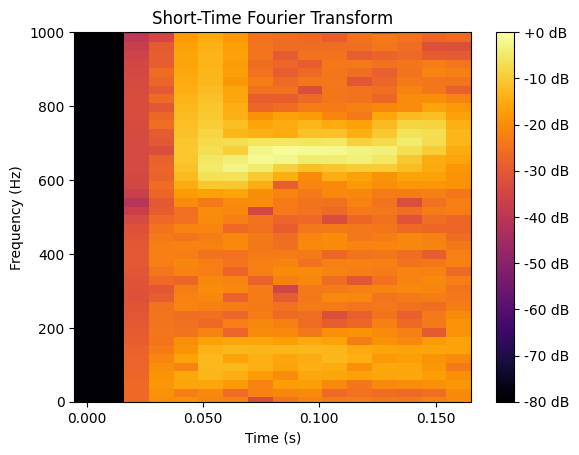 Short-Time Fourier Transform
1000
800
600
400
200
0
Frequency (Hz)
0.000
0.050
0.100
0.150
Time (s)
+0 dB
-10 dB
-20 dB
-30 dB
-40 dB
-50 dB
-60 dB
-70 dB
-80 dB